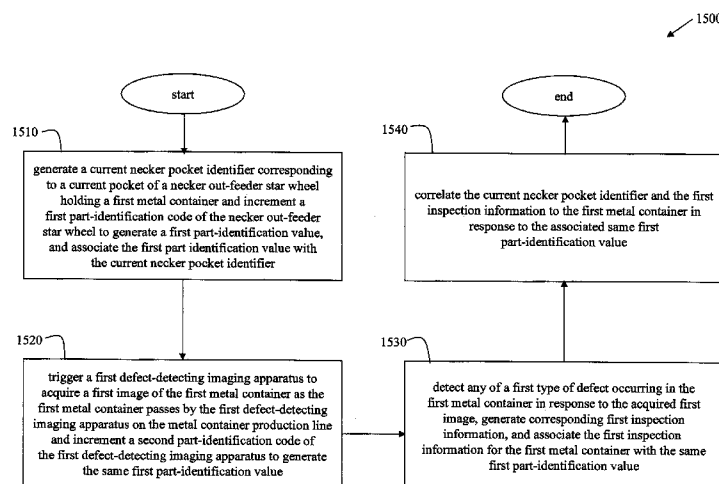 1500
start
1510
generate a current necker pocket identifier corresponding
to a current pocket of a necker out-feeder star wheel
holding a first metal container and increment a
first part-identification code of the necker out-feeder
star wheel to generate a first part-identification value,
and associate the first part identification value with
the current necker pocket identifier
1520
trigger a first defect-detecting imaging apparatus to
acquire a first image of the first metal container as the
first metal container passes by the first defect-detecting
imaging apparatus on the metal container production line
and increment a second part-identification code of
the first defect-detecting imaging apparatus to generate
the same first part-identification value
1530
detect any of a first type of defect occurring in the
first metal container in response to the acquired first
image, generate corresponding first inspection
information, and associate the first inspection
information for the first metal container with the same
first part-identification value
1540
correlate the current necker pocket identifier and the first
inspection information to the first metal container in
response to the associated same first
part-identification value
end